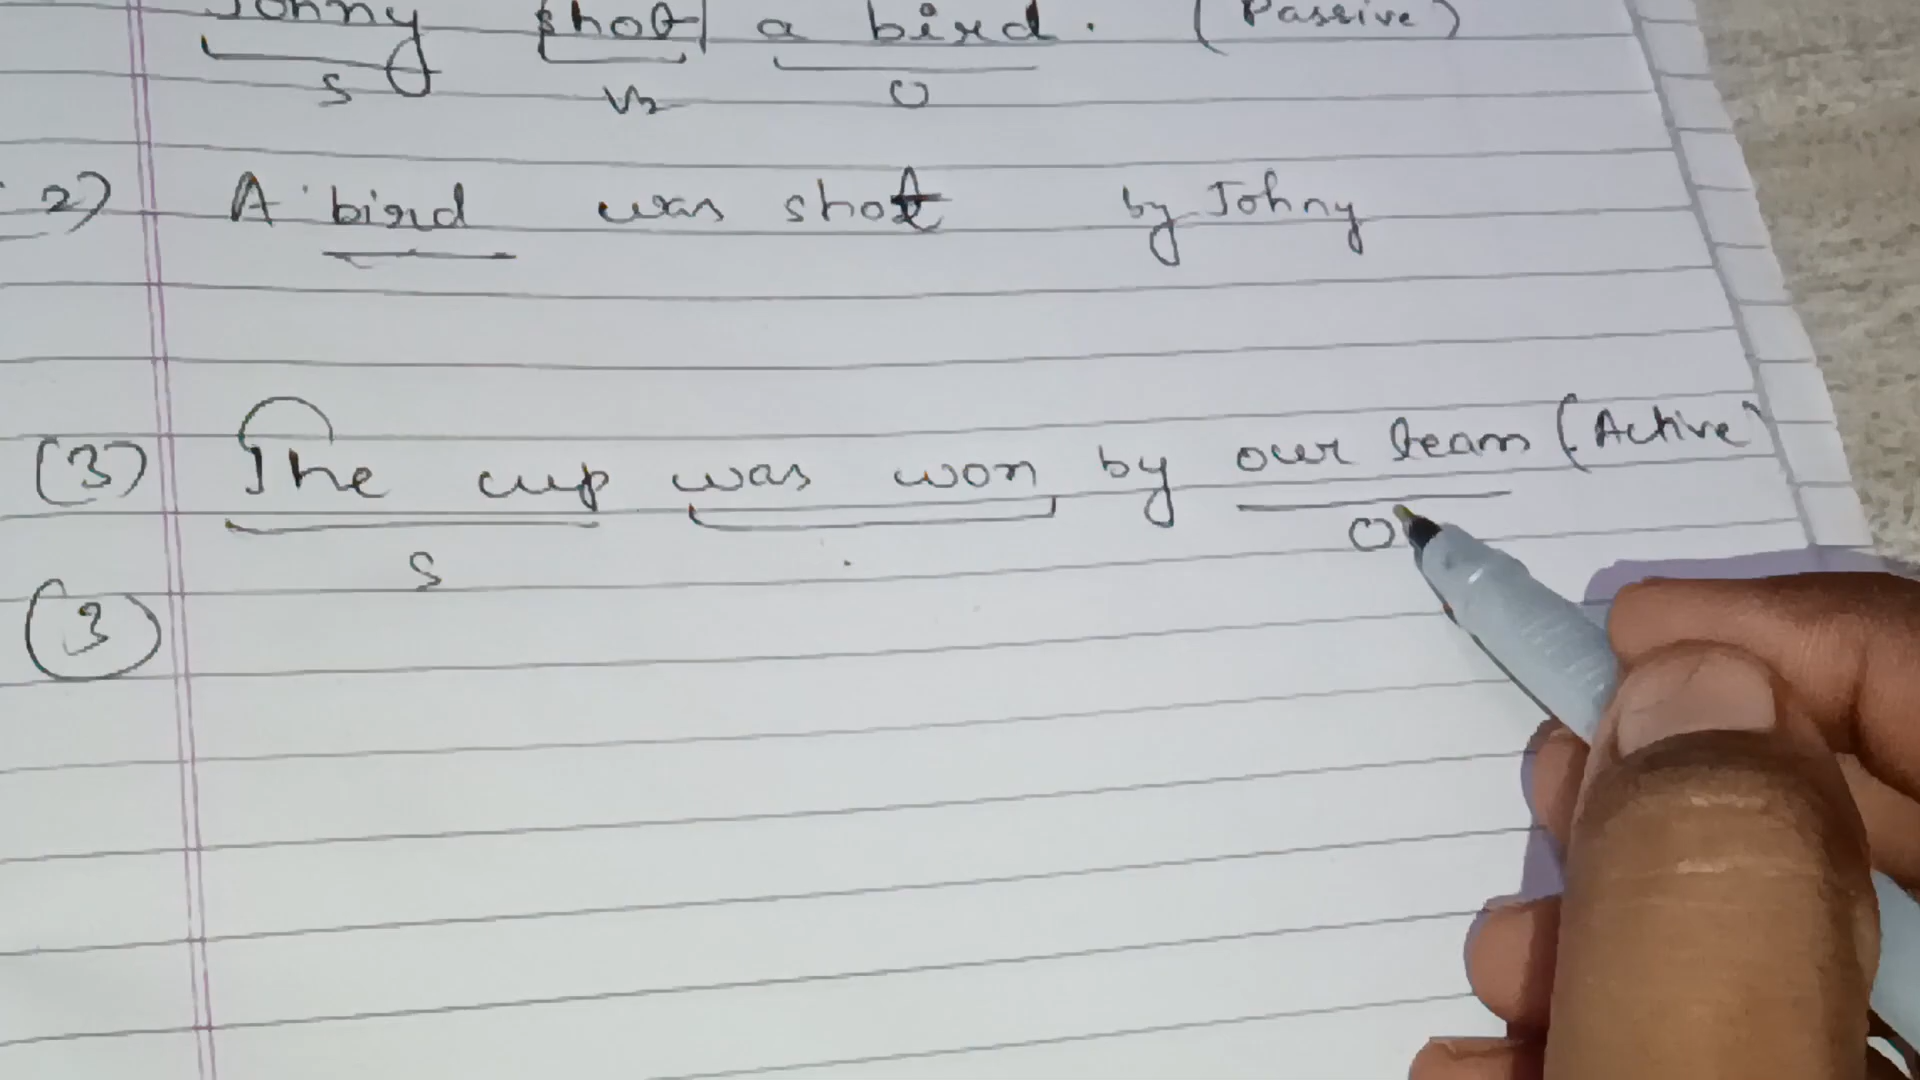 Johny shot a bird. (Passive)
S V2 O
2) A bird was shot by Johny
(3) The cup was won by our team (Active)
S O
(3)